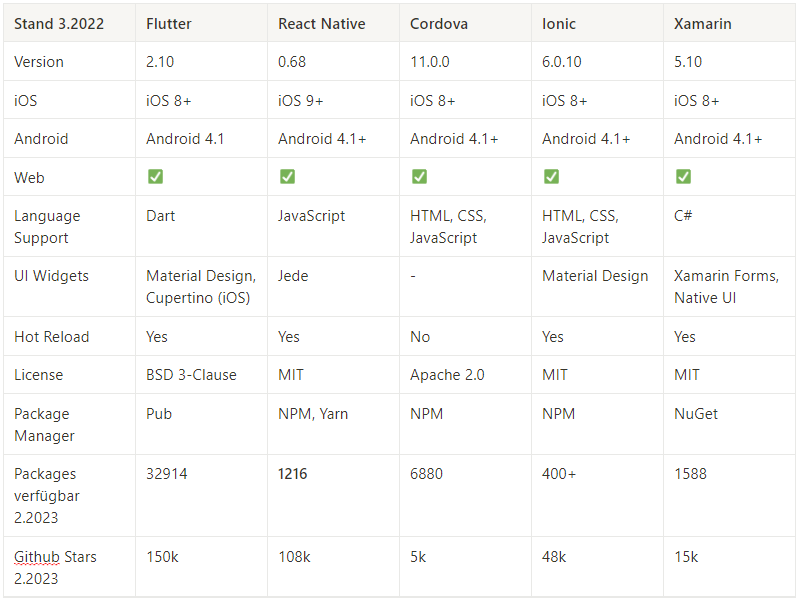 Stand 3.2022 Flutter React Native Cordova Ionic Xamarin
Version 2.10 0.68 11.0.0 6.0.10 5.10
iOS iOS 8+ iOS 9+ iOS 8+ iOS 8+ iOS 8+
Android Android 4.1 Android 4.1+ Android 4.1+ Android 4.1+ Android 4.1+
Web ✅ ✅ ✅ ✅ ✅
Language Dart JavaScript HTML, CSS, HTML, CSS, C#
Support JavaScript JavaScript
UI Widgets Material Design, Jede - Material Design Xamarin Forms,
Cupertino (iOS) Native UI
Hot Reload Yes Yes No Yes Yes
License BSD 3-Clause MIT Apache 2.0 MIT MIT
Package Pub NPM, Yarn NPM NPM NuGet
Manager
Packages 32914 1216 6880 400+ 1588
verfügbar
2.2023
Github Stars 150k 108k 5k 48k 15k
2.2023